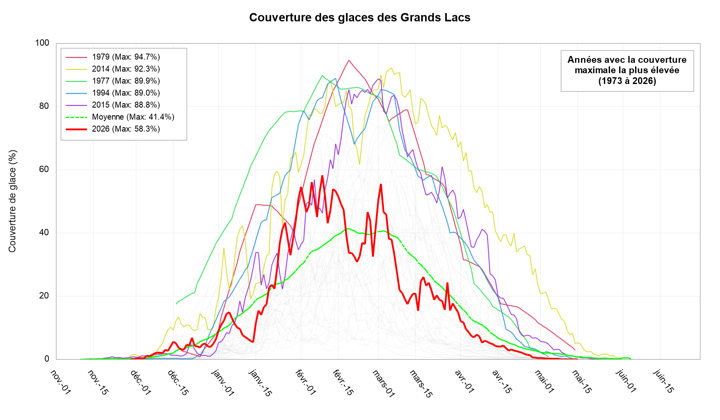 Couverture des glaces des Grands Lacs
100
80
60
40
20
0
Couverture de glace (%)
1979 (Max: 94.7%)
2014 (Max: 92.3%)
1977 (Max: 89.9%)
1994 (Max: 89.0%)
2015 (Max: 88.8%)
Moyenne (Max: 41.4%)
2026 (Max: 58.3%)
Années avec la couverture
maximale la plus élevée
(1973 à 2026)
nov.-01
nov.-15
déc.-01
déc.-15
janv.-01
janv.-15
févr.-01
févr.-15
mars-01
mars-15
avr.-01
avr.-15
mai-01
mai-15
juin-01
juin-15